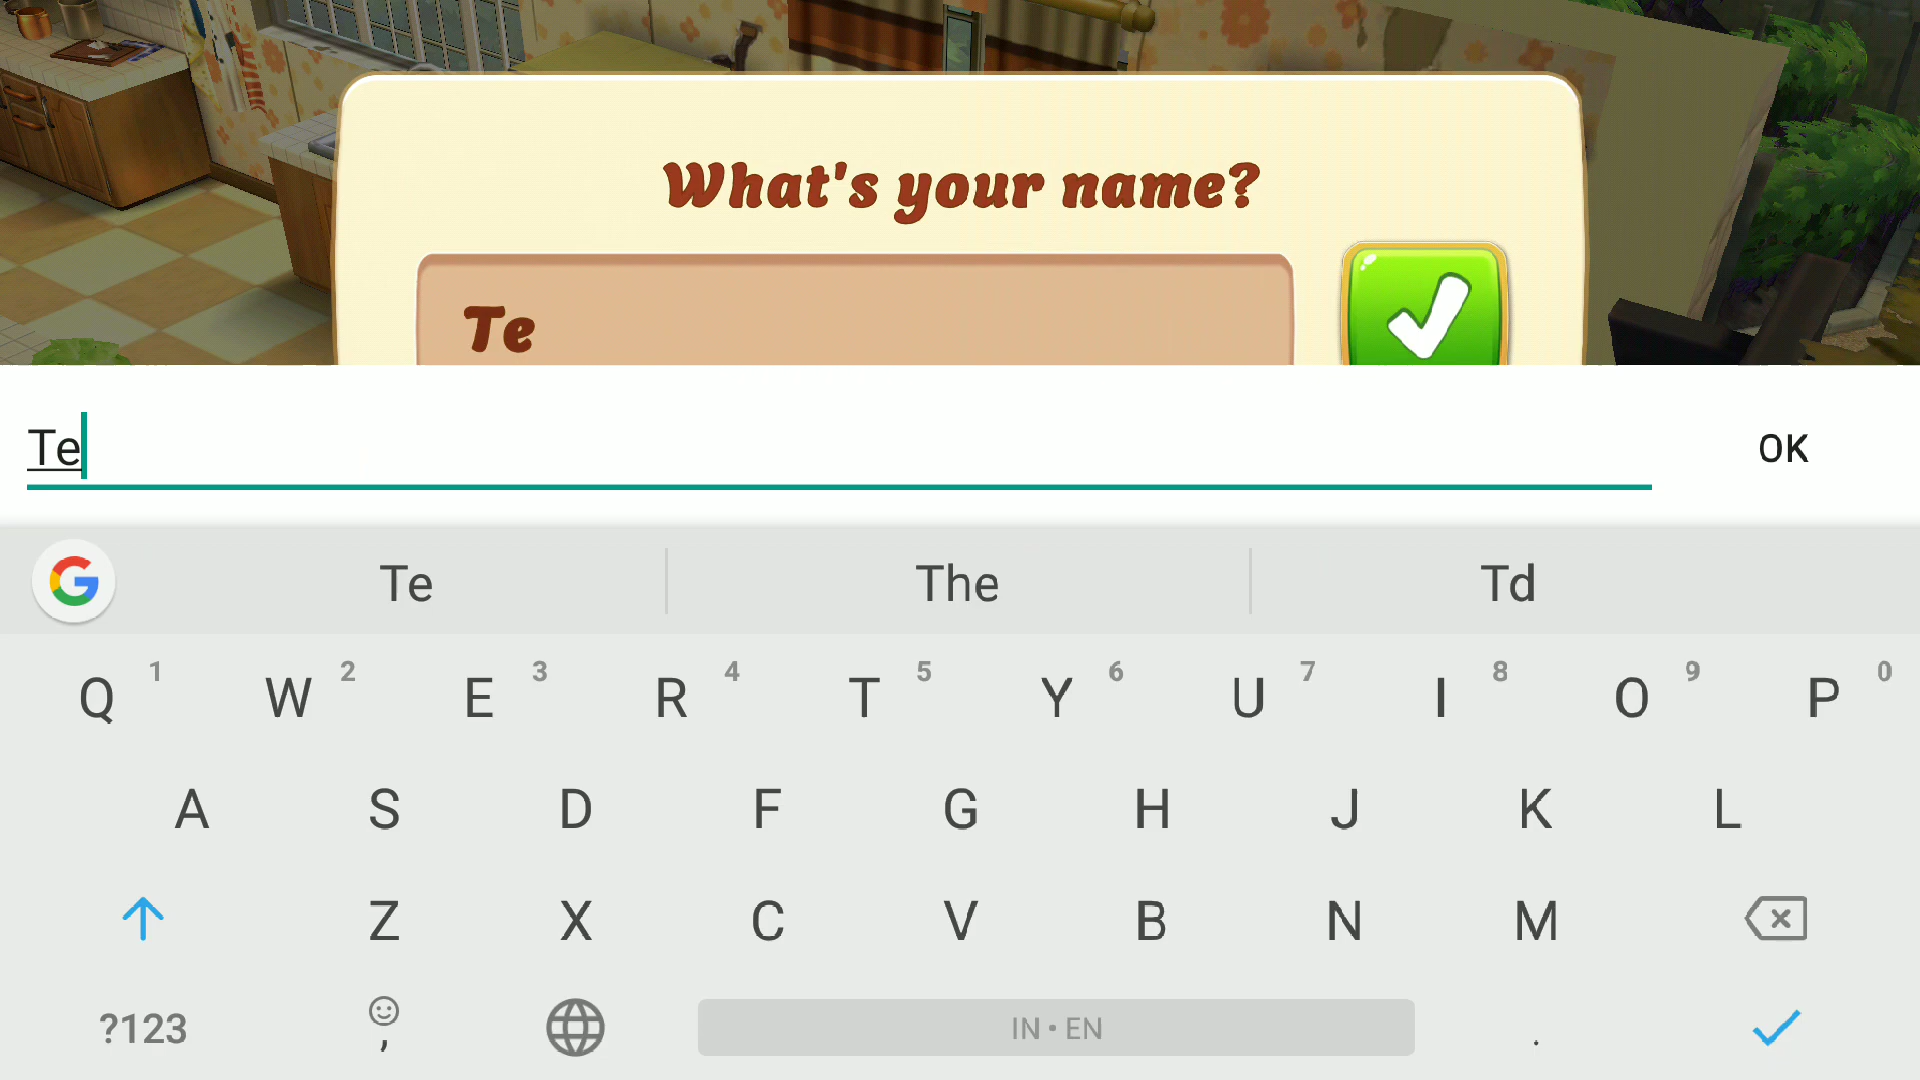 What's your name?
Te
Te
OK
Te The Td
Q 1 W 2 E 3 R 4 T 5 Y 6 U 7 I 8 O 9 P 0
A S D F G H J K L
Z X C V B N M
?123 , IN • EN .